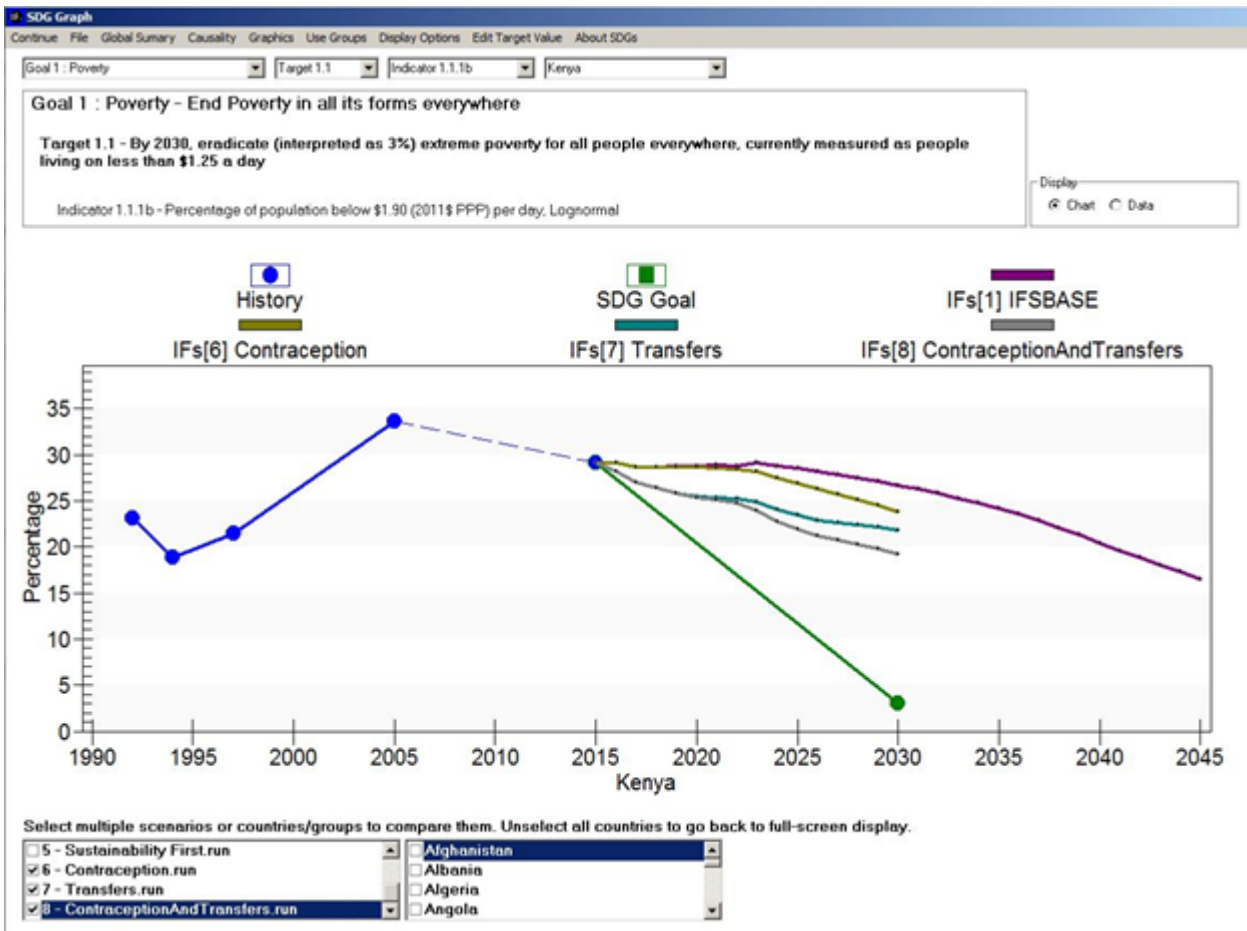 SDG Graph
Continue File Global Sumary Causality Graphics Use Groups Display Options Edit Target Value About SDGs
Goal 1 : Poverty Target 1.1 Indicator 1.1.1b Kenya
Goal 1 : Poverty - End Poverty in all its forms everywhere
Target 1.1 - By 2030, eradicate (interpreted as 3%) extreme poverty for all people everywhere, currently measured as people
living on less than $1.25 a day
Indicator 1.1.1b - Percentage of population below $1.90 (2011$ PPP) per day, Lognormal
Display
Chart Data
History SDG Goal IFs[1] IFSBASE
IFs[6] Contraception IFs[7] Transfers IFs[8] ContraceptionAndTransfers
Percentage
35
30
25
20
15
10
5
0
1990 1995 2000 2005 2010 2015 2020 2025 2030 2035 2040 2045
Kenya
Select multiple scenarios or countries/groups to compare them. Unselect all countries to go back to full-screen display.
5 - Sustainability First.run
6 - Contraception.run
7 - Transfers.run
8 - ContraceptionAndTransfers.run
Afghanistan
Albania
Algeria
Angola